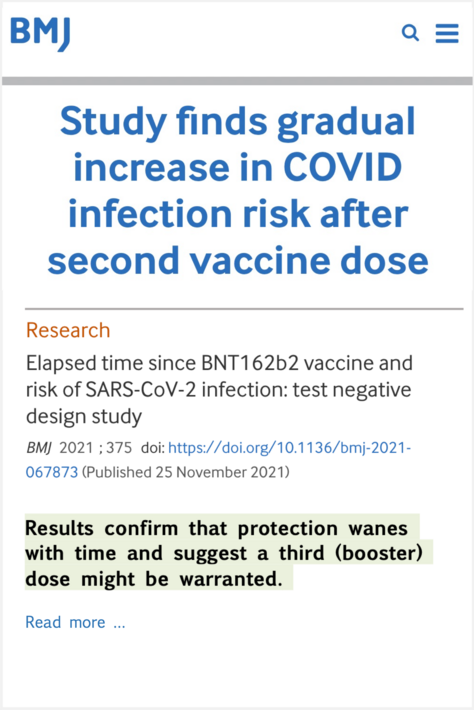 BMJ
Study finds gradual
increase in COVID
infection risk after
second vaccine dose
Research
Elapsed time since BNT162b2 vaccine and
risk of SARS-CoV-2 infection: test negative
design study
BMJ 2021 ; 375 doi: https://doi.org/10.1136/bmj-2021-
067873 (Published 25 November 2021)
Results confirm that protection wanes
with time and suggest a third (booster)
dose might be warranted.
Read more ...